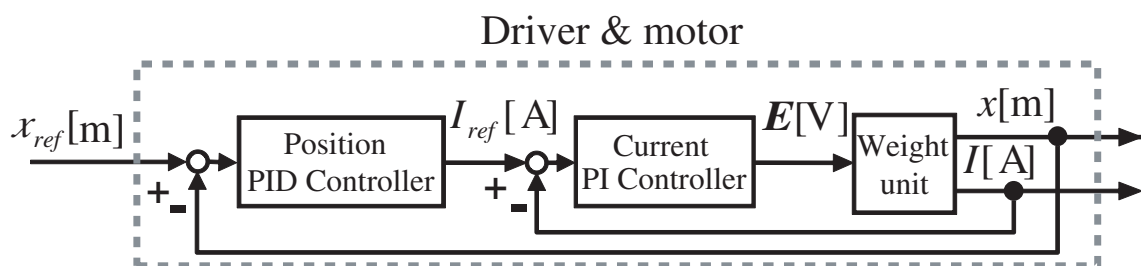 Driver & motor
x_ref[m]
+
-
Position
PID Controller
I_ref[A]
+
-
Current
PI Controller
E[V]
Weight
unit
x[m]
I[A]